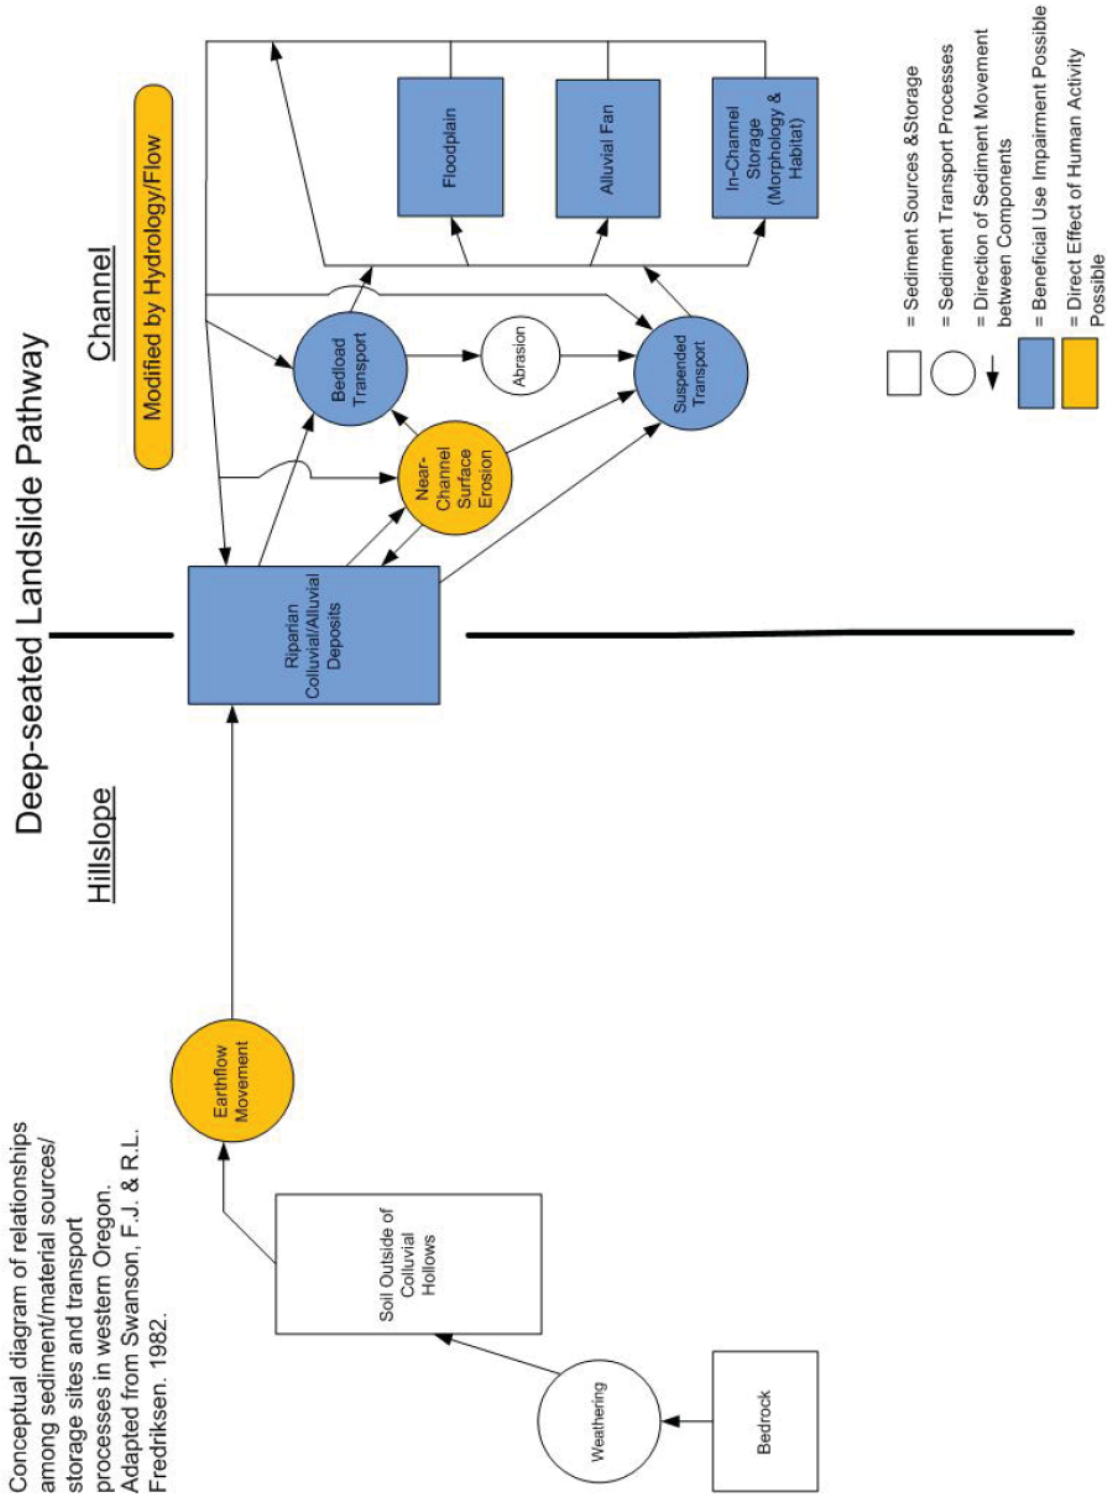 Deep-seated Landslide Pathway
Conceptual diagram of relationships
among sediment/material sources/
storage sites and transport
processes in western Oregon.
Adapted from Swanson, F.J. & R.L.
Fredriksen. 1982.
Hillslope
Channel
Modified by Hydrology/Flow
Earthflow
Movement
Soil Outside of
Colluvial
Hollows
Weathering
Bedrock
Riparian
Colluvial/Alluvial
Deposits
Near-
Channel
Surface
Erosion
Bedload
Transport
Abrasion
Suspended
Transport
Floodplain
Alluvial Fan
In-Channel
Storage
(Morphology &
Habitat)
= Sediment Sources &Storage
= Sediment Transport Processes
= Direction of Sediment Movement
between Components
= Beneficial Use Impairment Possible
= Direct Effect of Human Activity
Possible